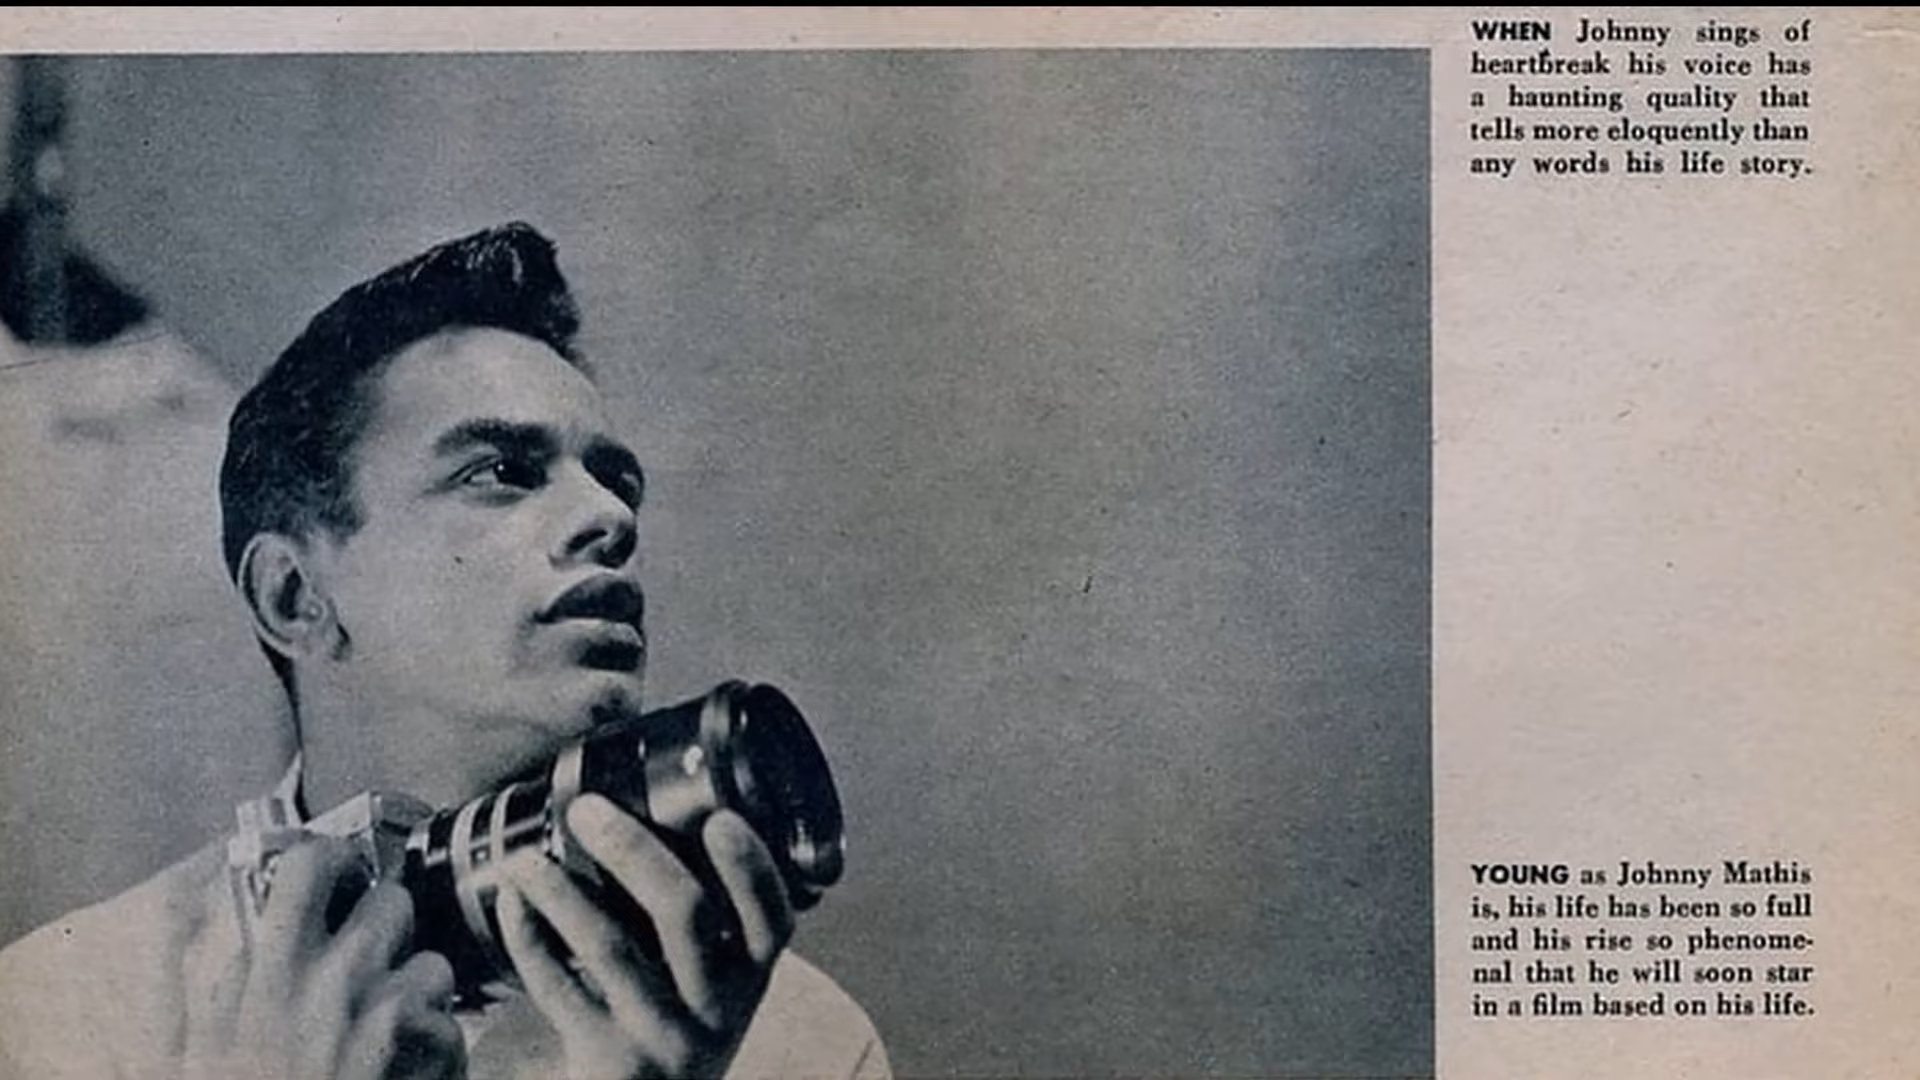 WHEN Johnny sings of
heartbreak his voice has
a haunting quality that
tells more eloquently than
any words his life story.
YOUNG as Johnny Mathis
is, his life has been so full
and his rise so phenome-
nal that he will soon star
in a film based on his life.